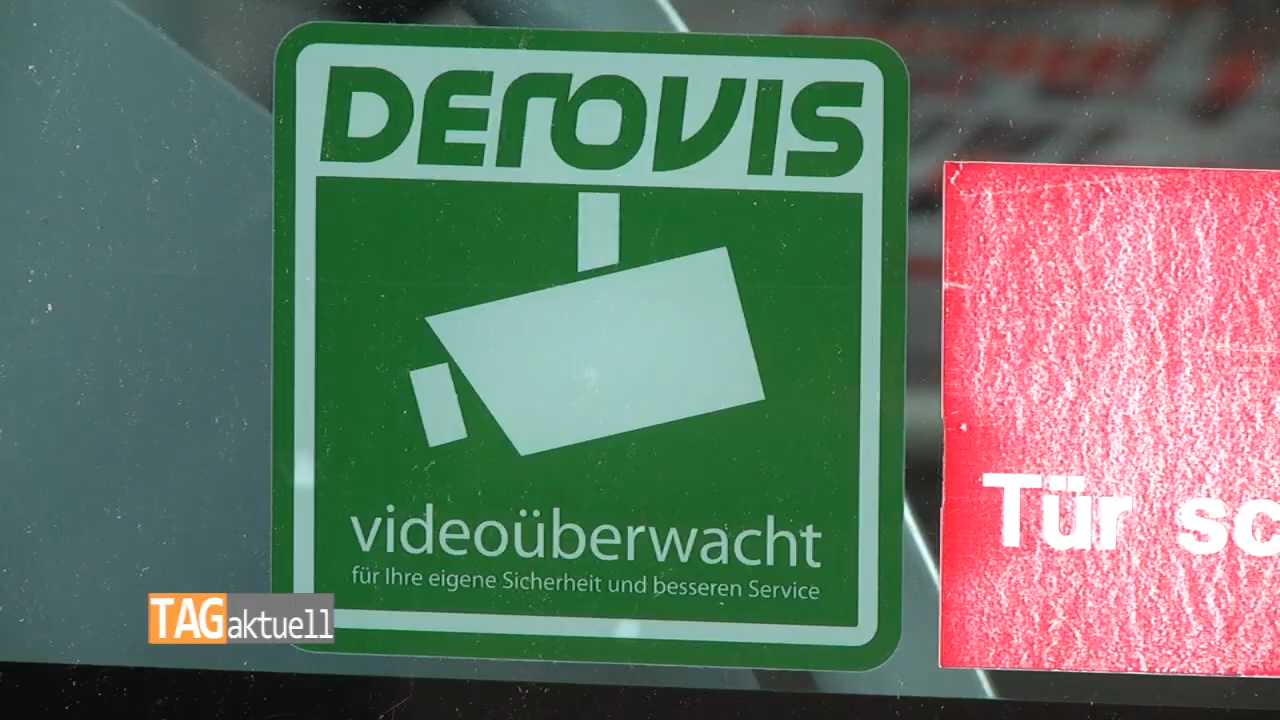 DEROVIS
videoüberwacht
für Ihre eigene Sicherheit und besseren Service
Tür
TAGaktuell